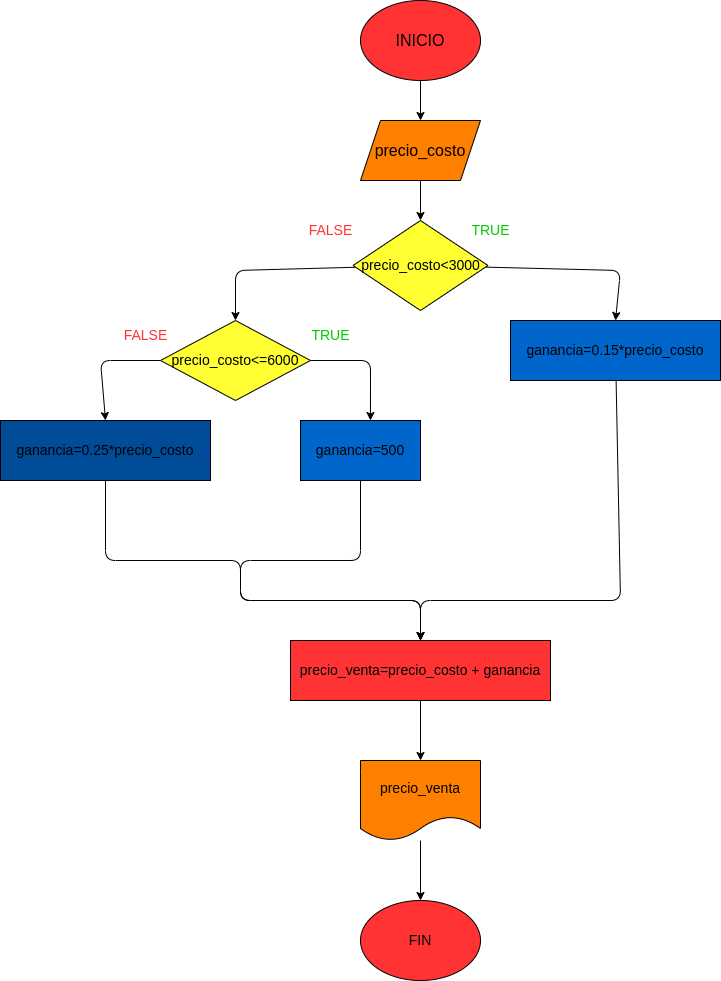 INICIO
precio_costo
FALSE
TRUE
precio_costo<3000
FALSE
TRUE
precio_costo<=6000
ganancia=0.15*precio_costo
ganancia=0.25*precio_costo
ganancia=500
precio_venta=precio_costo + ganancia
precio_venta
FIN